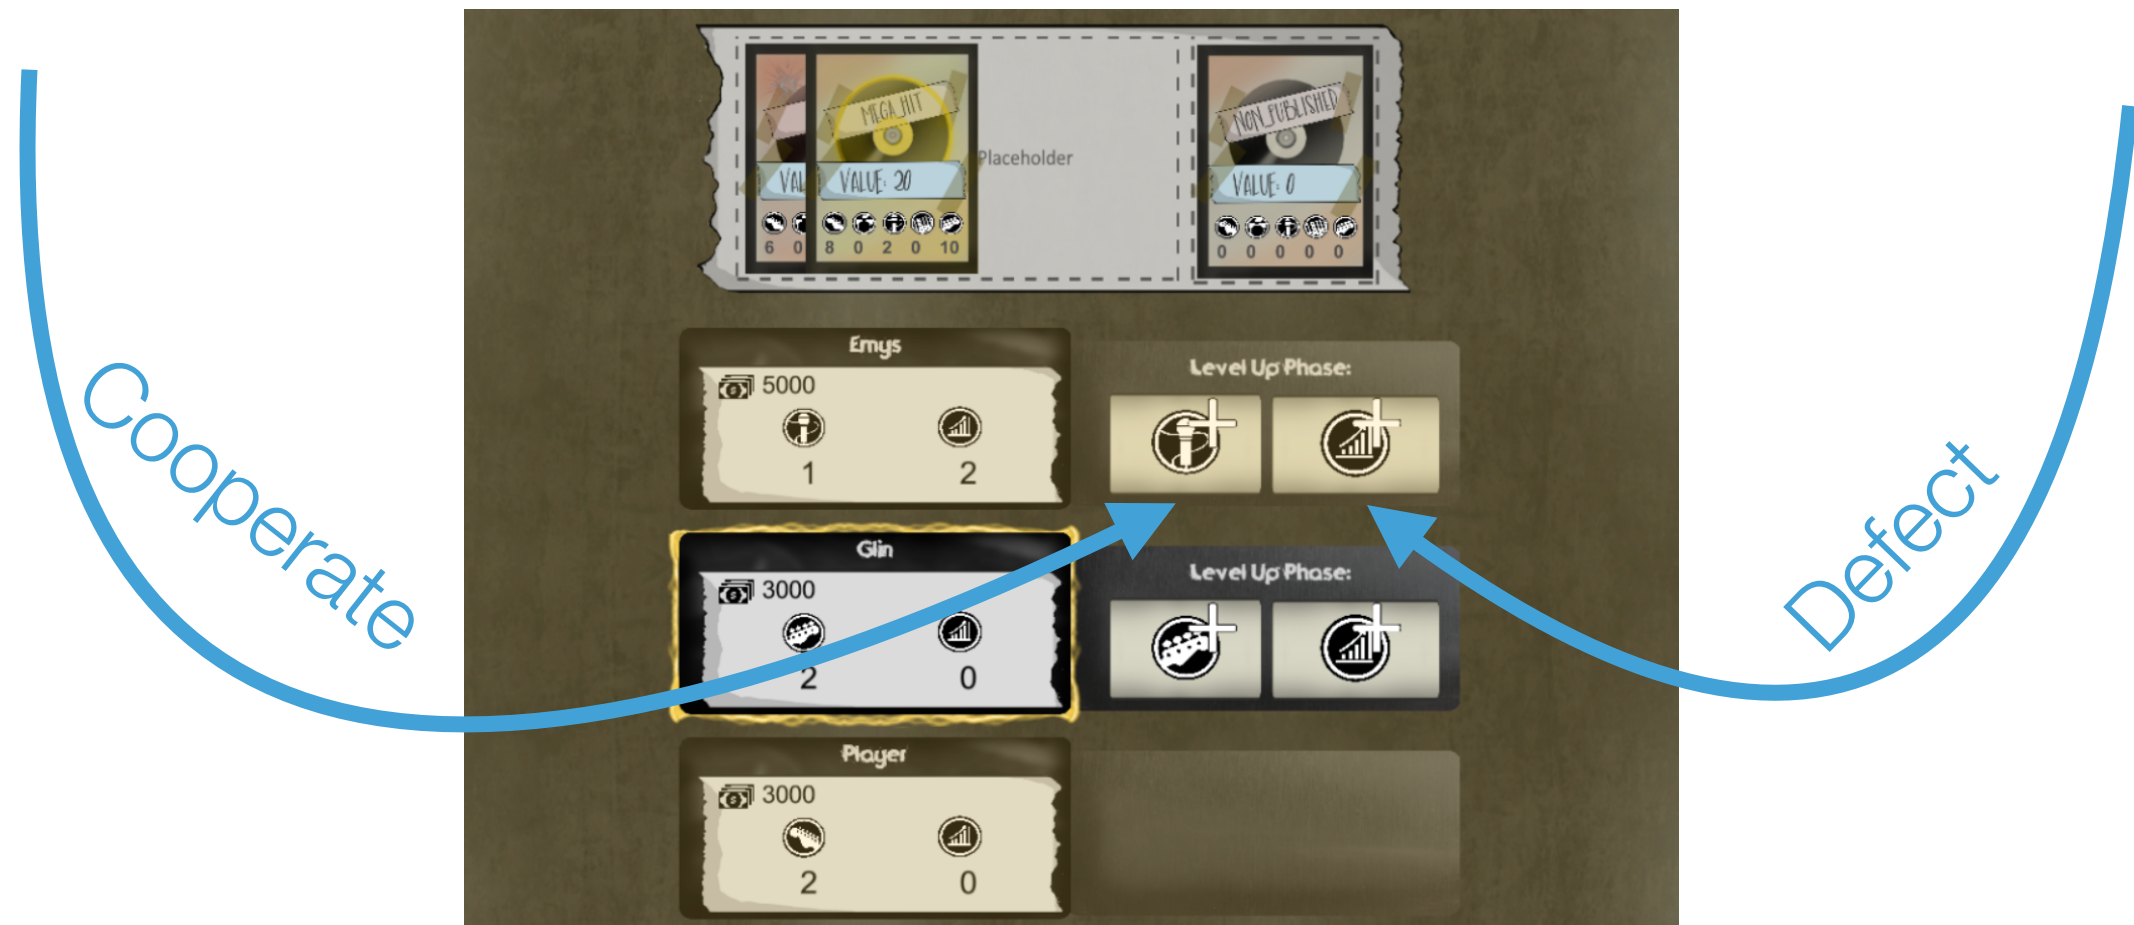 MEGA_HIT
NON_PUBLISHED
Placeholder
VAL
VALUE: 20
VALUE: 0
6 0 8 0 2 0 10
0 0 0 0 0
Emys
Level Up Phase:
5000
1 2
Cooperate
Defect
Glin
Level Up Phase:
3000
2 0
Player
3000
2 0